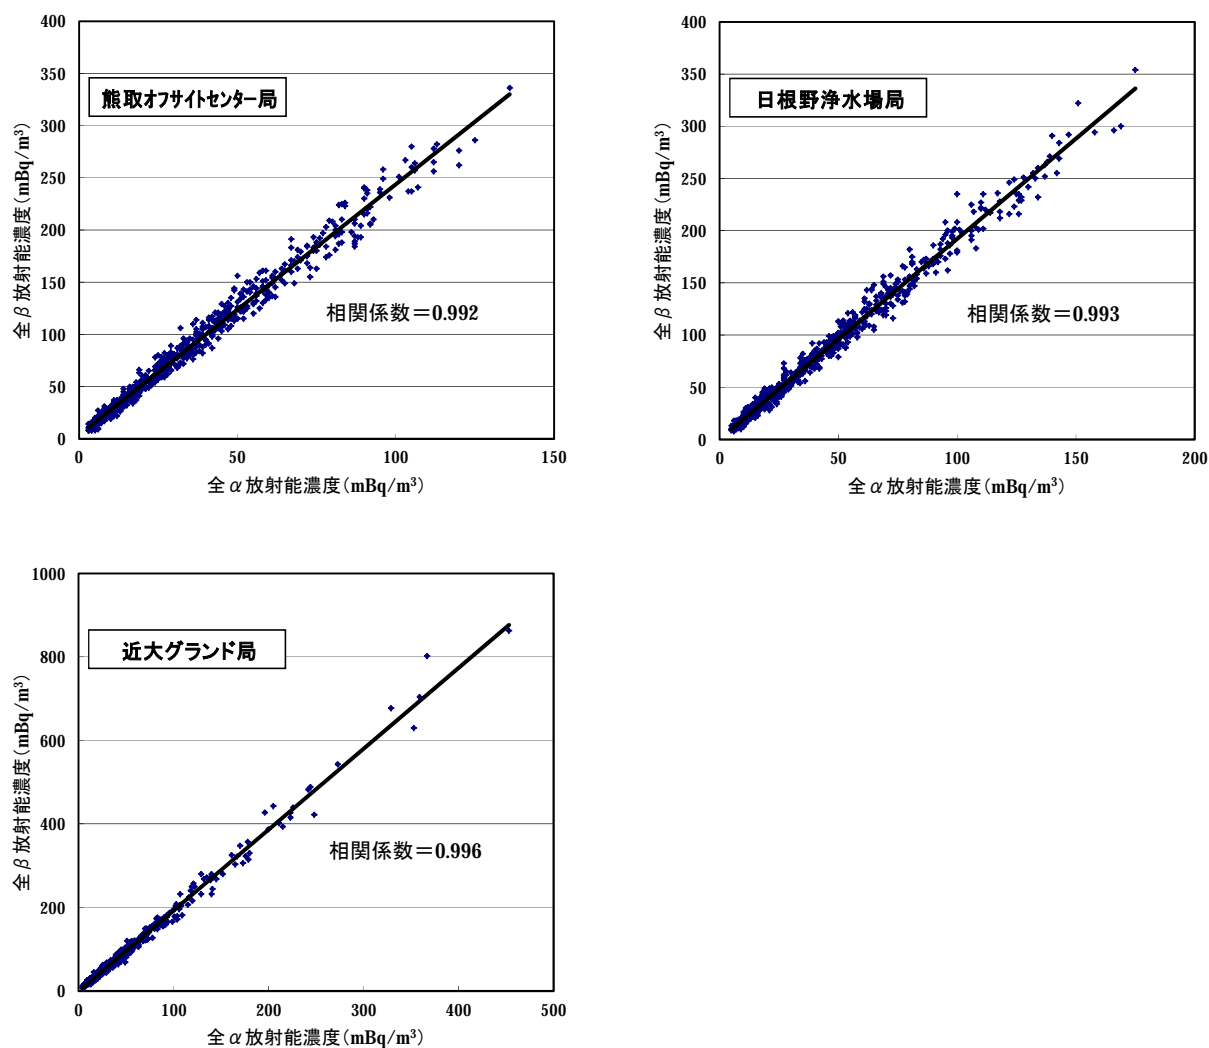 400
350
300
250
200
150
100
50
0
全β放射能濃度(mBq/m³)
熊取オフサイトセンター局
相関係数＝0.992
0 50 100 150
全α放射能濃度(mBq/m³)
400
350
300
250
200
150
100
50
0
全β放射能濃度(mBq/m³)
日根野浄水場局
相関係数＝0.993
0 50 100 150 200
全α放射能濃度(mBq/m³)
1000
800
600
400
200
0
全β放射能濃度(mBq/m³)
近大グランド局
相関係数＝0.996
0 100 200 300 400 500
全α放射能濃度(mBq/m³)